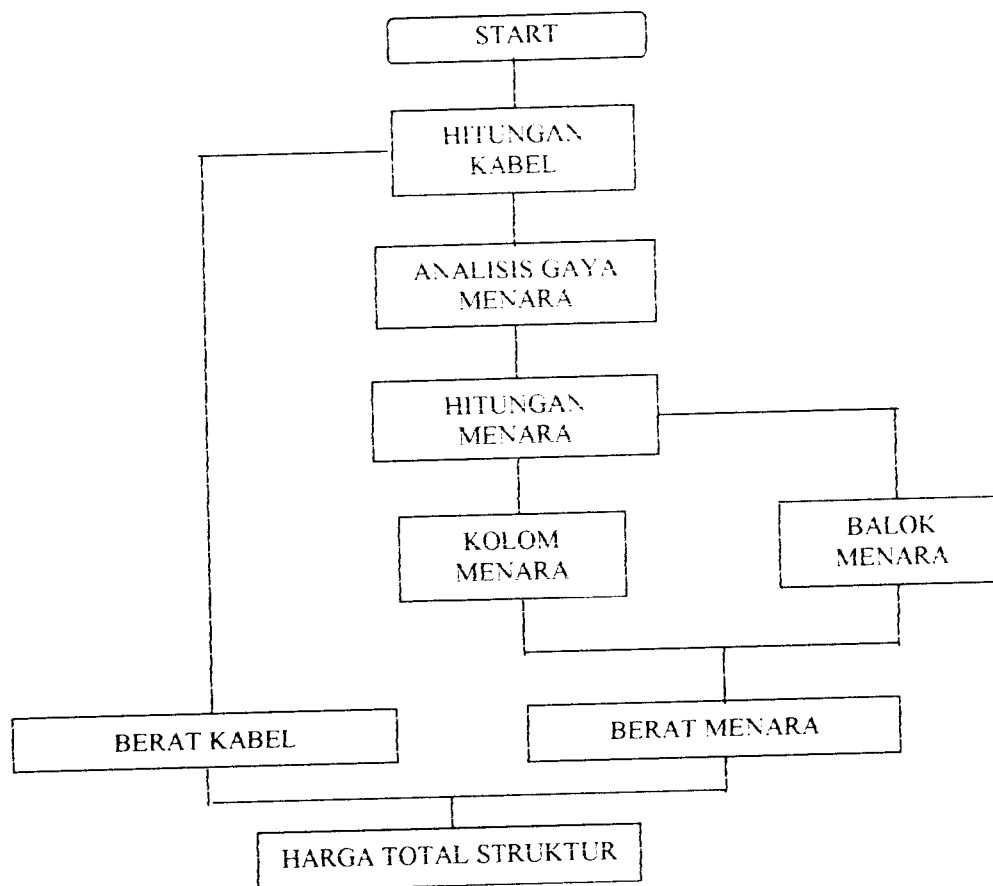 START
HITUNGAN
KABEL
ANALISIS GAYA
MENARA
HITUNGAN
MENARA
KOLOM
MENARA
BALOK
MENARA
BERAT KABEL
BERAT MENARA
HARGA TOTAL STRUKTUR